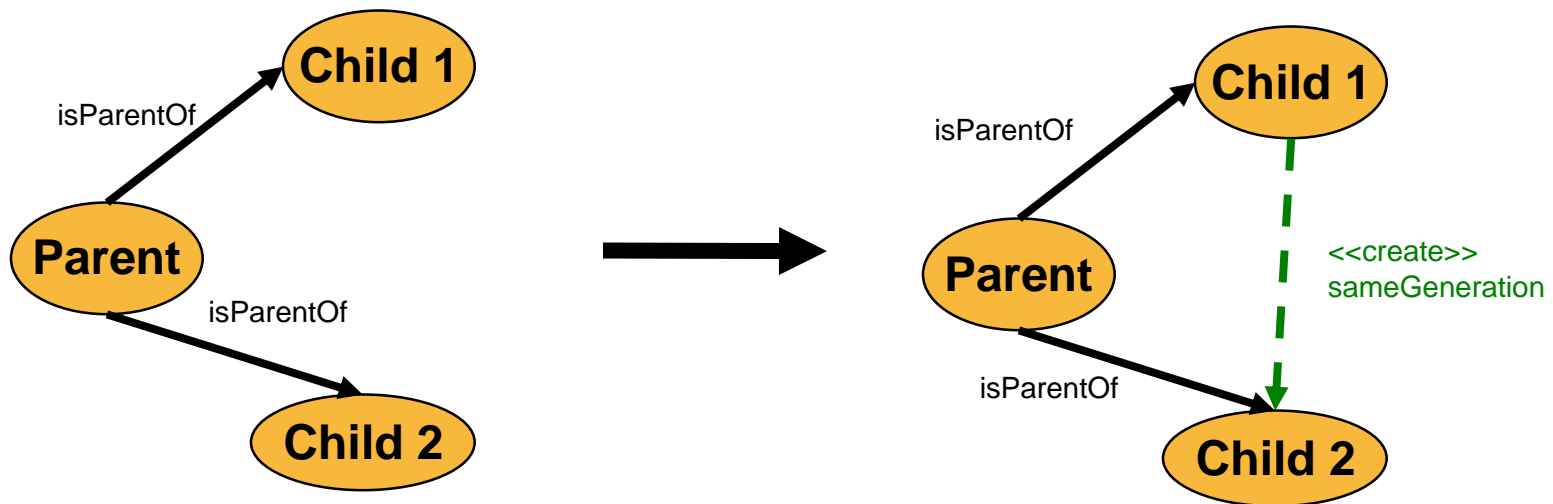 Child 1
isParentOf
Parent
isParentOf
Child 2
Child 1
isParentOf
Parent
<<create>>
sameGeneration
isParentOf
Child 2